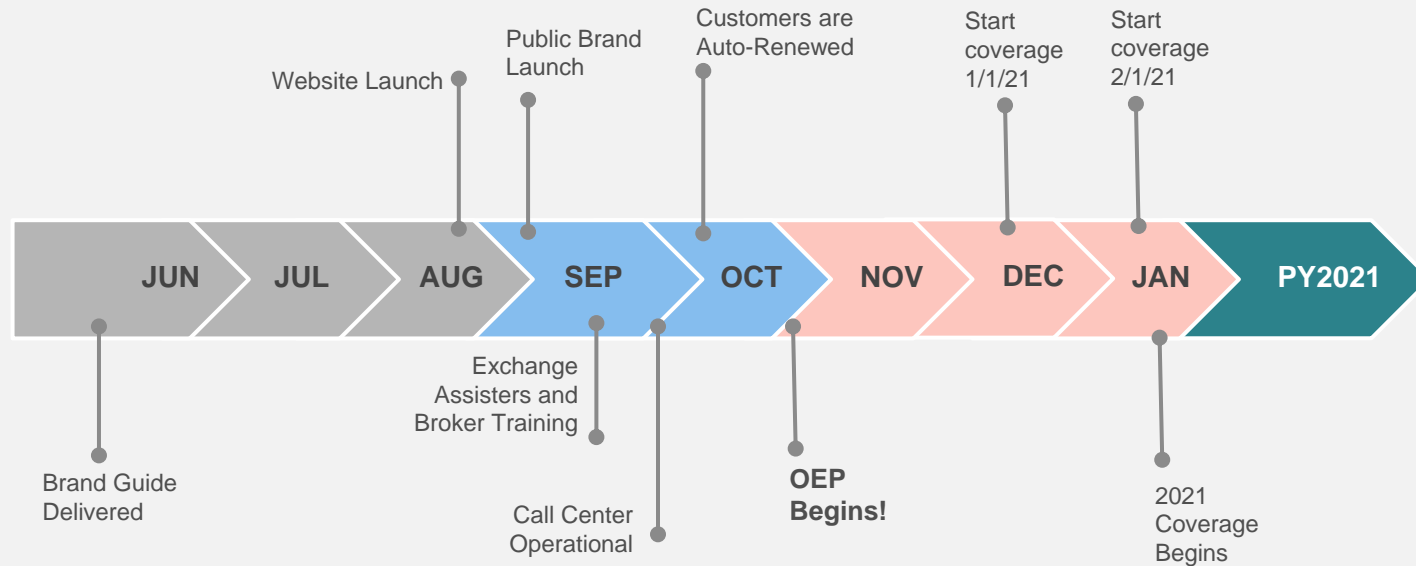 Website Launch
Public Brand
Launch
Customers are
Auto-Renewed
Start
coverage
1/1/21
Start
coverage
2/1/21
JUN
JUL
AUG
SEP
OCT
NOV
DEC
JAN
PY2021
Brand Guide
Delivered
Exchange
Assisters and
Broker Training
Call Center
Operational
OEP
Begins!
2021
Coverage
Begins